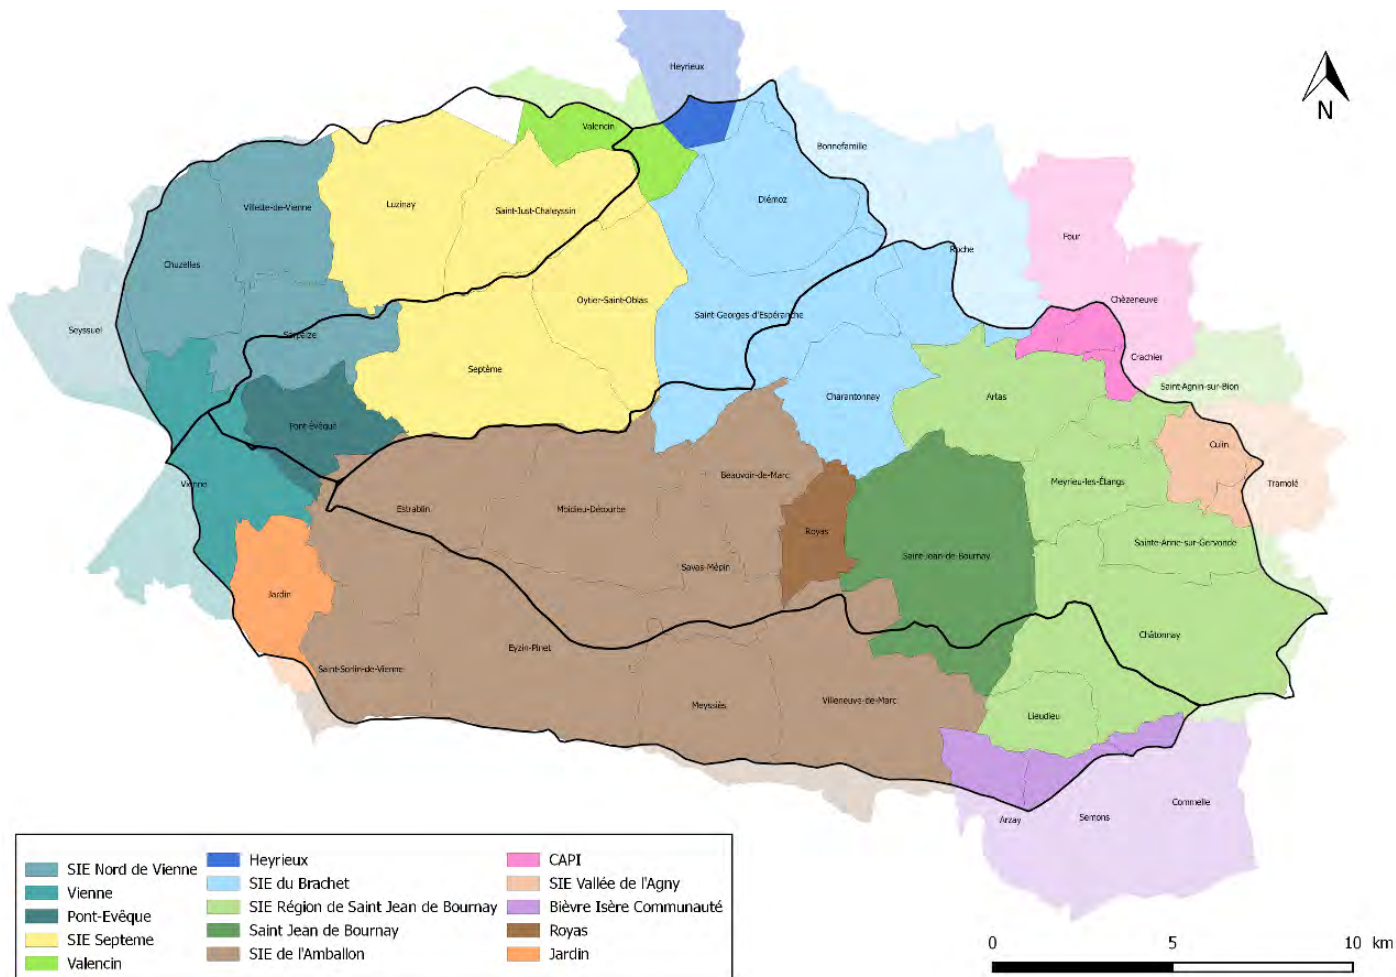 Heyrieux
N
Valencin
Bonnefamille
Diémoz
Villette-de-Vienne
Luzinay
Saint-Just-Chaleyssin
Four
Roche
Chuzelles
Oytier-Saint-Oblas
Chèzeneuve
Saint-Georges-d'Espéranche
Seyssuel
Serpaize
Crachier
Septème
Saint-Agnin-sur-Bion
Charantonnay
Artas
Pont-évêque
Culin
Beauvoir-de-Marc
Vienne
Meyrieu-les-Étangs
Tramolé
Estrablin
Moidieu-Détourbe
Royas
Sainte-Anne-sur-Gervonde
Saint-Jean-de-Bournay
Savas-Mépin
Jardin
Châtonnay
Eyzin-Pinet
Saint-Sorlin-de-Vienne
Villeneuve-de-Marc
Meyssiès
Lieudieu
Commelle
Semons
Arzay
SIE Nord de Vienne
Vienne
Pont-Evêque
SIE Septeme
Valencin
Heyrieux
SIE du Brachet
SIE Région de Saint Jean de Bournay
Saint Jean de Bournay
SIE de l'Amballon
CAPI
SIE Vallée de l'Agny
Bièvre Isère Communauté
Royas
Jardin
0 5 10 km